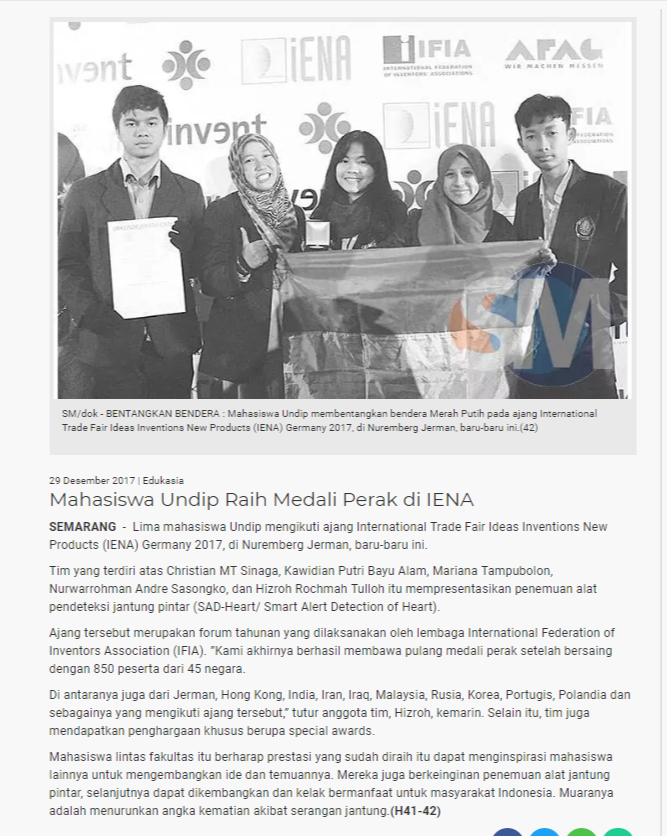 invent
iENA
IFIA
INTERNATIONAL FEDERATION
OF INVENTORS' ASSOCIATIONS
AFAG
WIR MACHEN MESSEN
invent
iENA
FIA
FEDERATION
ASSOCIATIONS
SM
SM/dok - BENTANGKAN BENDERA : Mahasiswa Undip membentangkan bendera Merah Putih pada ajang International
Trade Fair Ideas Inventions New Products (IENA) Germany 2017, di Nuremberg Jerman, baru-baru ini.(42)
29 Desember 2017 | Edukasia
Mahasiswa Undip Raih Medali Perak di IENA
SEMARANG - Lima mahasiswa Undip mengikuti ajang International Trade Fair Ideas Inventions New
Products (IENA) Germany 2017, di Nuremberg Jerman, baru-baru ini.
Tim yang terdiri atas Christian MT Sinaga, Kawidian Putri Bayu Alam, Mariana Tampubolon,
Nurwarrohman Andre Sasongko, dan Hizroh Rochmah Tulloh itu mempresentasikan penemuan alat
pendeteksi jantung pintar (SAD-Heart/ Smart Alert Detection of Heart).
Ajang tersebut merupakan forum tahunan yang dilaksanakan oleh lembaga International Federation of
Inventors Association (IFIA). ”Kami akhirnya berhasil membawa pulang medali perak setelah bersaing
dengan 850 peserta dari 45 negara.
Di antaranya juga dari Jerman, Hong Kong, India, Iran, Iraq, Malaysia, Rusia, Korea, Portugis, Polandia dan
sebagainya yang mengikuti ajang tersebut,” tutur anggota tim, Hizroh, kemarin. Selain itu, tim juga
mendapatkan penghargaan khusus berupa special awards.
Mahasiswa lintas fakultas itu berharap prestasi yang sudah diraih itu dapat menginspirasi mahasiswa
lainnya untuk mengembangkan ide dan temuannya. Mereka juga berkeinginan penemuan alat jantung
pintar, selanjutnya dapat dikembangkan dan kelak bermanfaat untuk masyarakat Indonesia. Muaranya
adalah menurunkan angka kematian akibat serangan jantung.(H41-42)